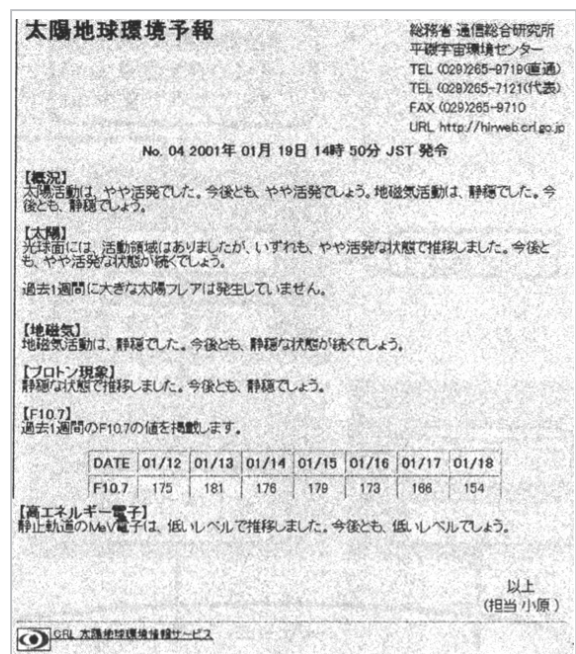 太陽地球環境予報
総務省 通信総合研究所
平磯宇宙環境センター
TEL (029)265-9719(直通)
TEL (029)265-7121(代表)
FAX (029)265-9710
URL http://hirweb.crl.go.jp
No. 04 2001年 01月 19日 14時 50分 JST 発令
【概況】
太陽活動は、やや活発でした。今後とも、やや活発でしょう。地磁気活動は、静穏でした。今
後とも、静穏でしょう。
【太陽】
光球面には、活動領域はありましたが、いずれも、やや活発な状態で推移しました。今後と
も、やや活発な状態が続くでしょう。
過去1週間に大きな太陽フレアは発生していません。
【地磁気】
地磁気活動は、静穏でした。今後とも、静穏な状態が続くでしょう。
【プロトン現象】
静穏な状態で推移しました。今後とも、静穏でしょう。
【F10.7】
過去1週間のF10.7の値を掲載します。
DATE 01/12 01/13 01/14 01/15 01/16 01/17 01/18
F10.7 175 181 176 179 173 166 154
【高エネルギー電子】
静止軌道のMeV電子は、低いレベルで推移しました。今後とも、低いレベルでしょう。
以上
(担当 小原 )
CRL 太陽地球環境情報サービス